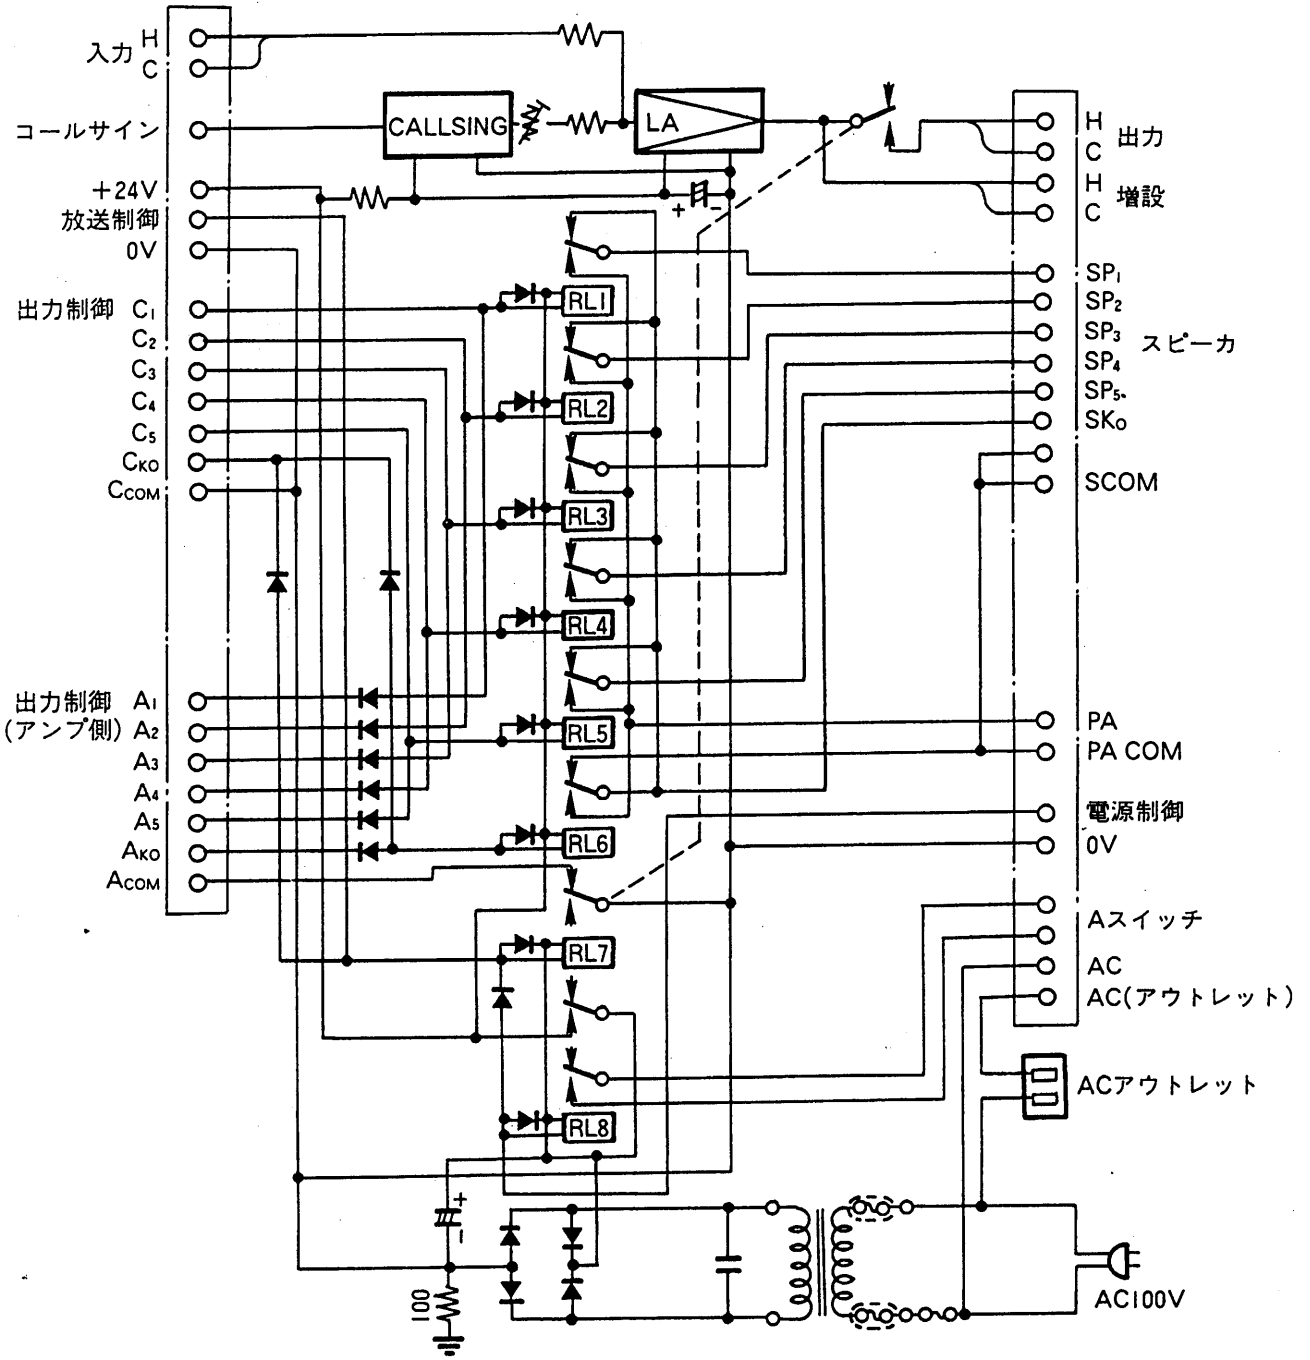 入力 H
C
コールサイン
+24V
放送制御
0V
出力制御 C1
C2
C3
C4
C5
CKO
CCOM
出力制御 A1
(アンプ側) A2
A3
A4
A5
AKO
ACOM
CALLSING
LA
+ -
RL1
RL2
RL3
RL4
RL5
RL6
RL7
RL8
+
-
100
H 出力
C
H 増設
C
SP1
SP2
SP3 スピーカ
SP4
SP5
SKO
SCOM
PA
PA COM
電源制御
0V
Aスイッチ
AC
AC(アウトレット)
ACアウトレット
AC100V